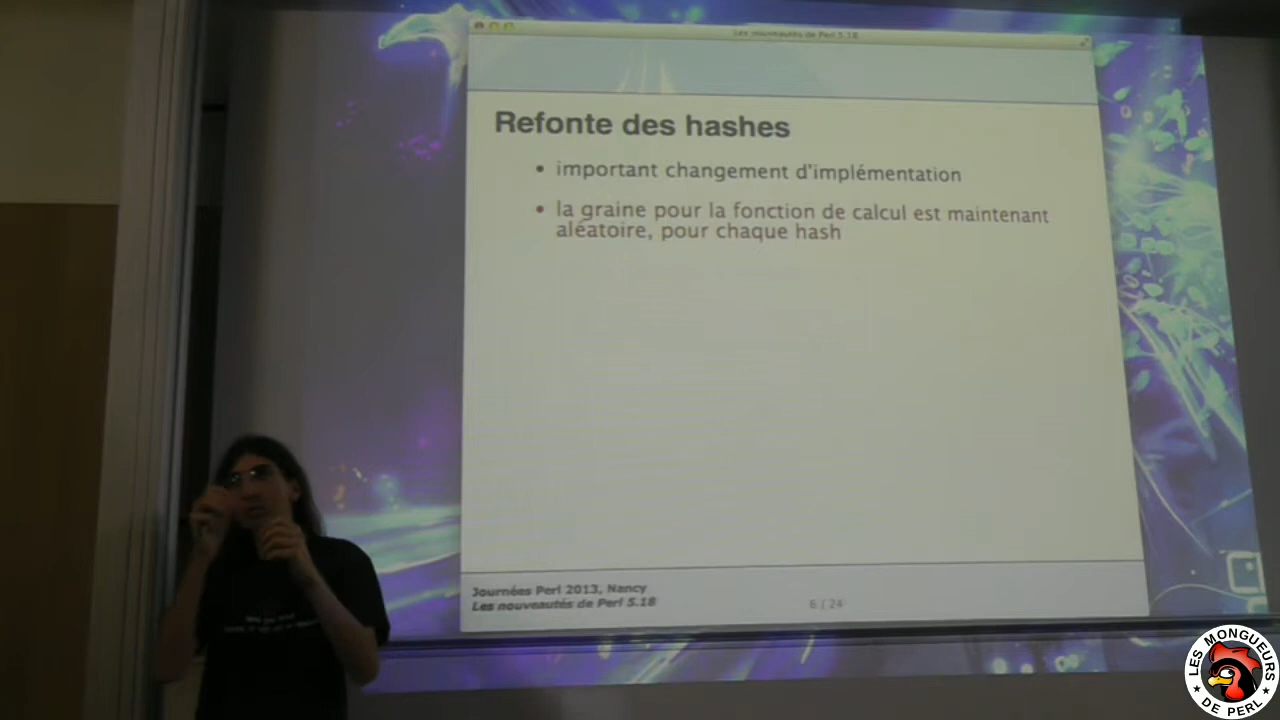 Les nouveautés de Perl 5.18
Refonte des hashes
• important changement d'implémentation
• la graine pour la fonction de calcul est maintenant
aléatoire, pour chaque hash
Journées Perl 2013, Nancy
Les nouveautés de Perl 5.18
6 / 24
LES MONGUEURS
★ DE PERL ★